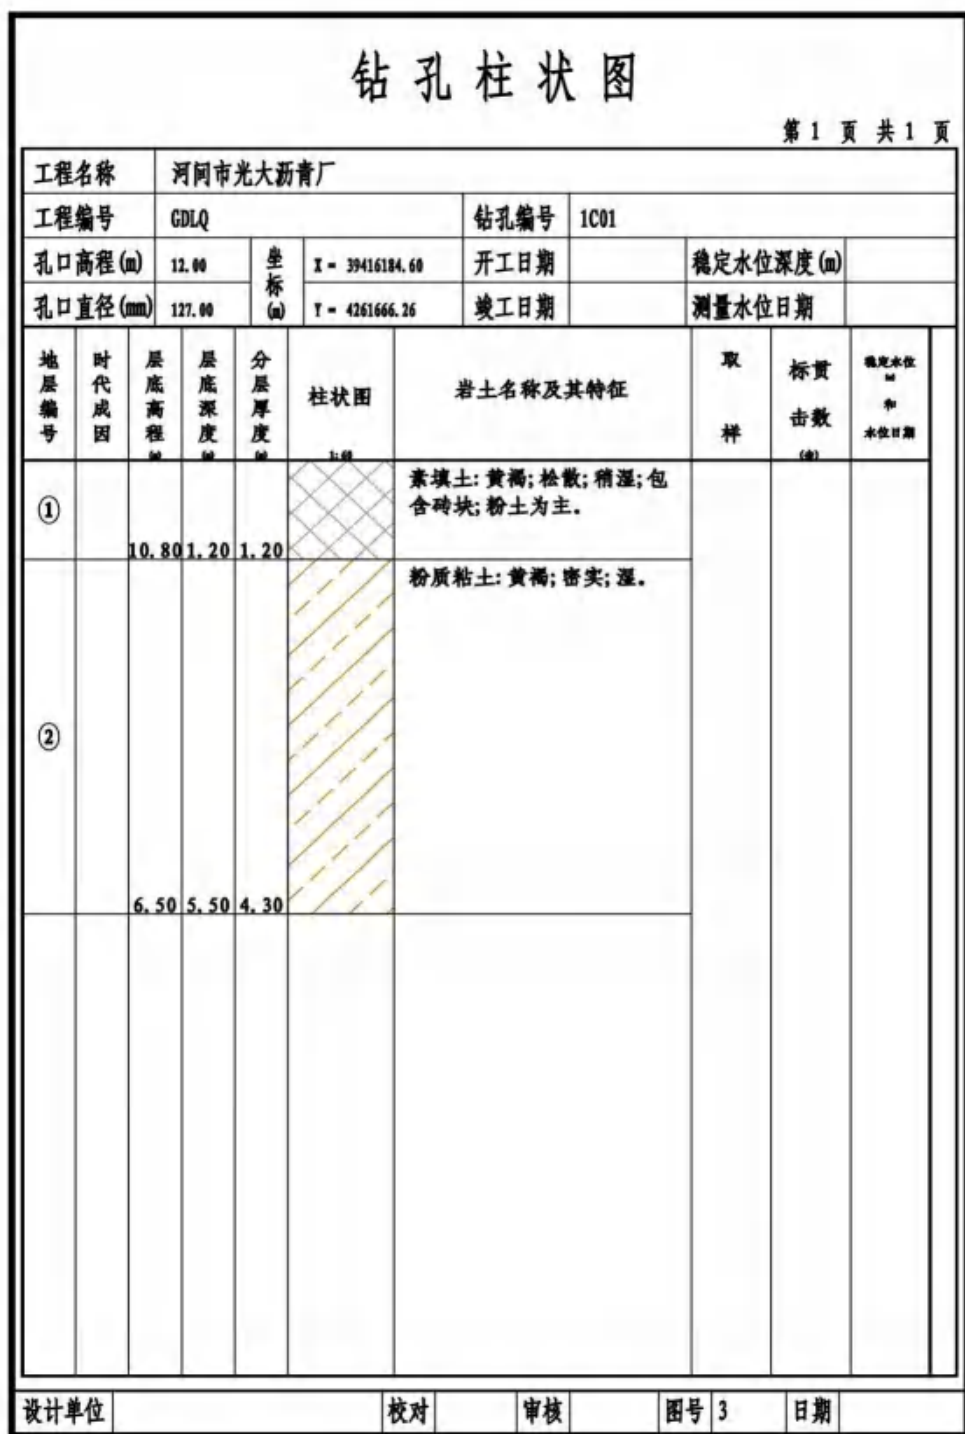 钻孔柱状图
第 1 页 共 1 页
工程名称 河间市光大沥青厂
工程编号 GDLQ 钻孔编号 1C01
孔口高程(m) 12.00 坐标(m) X = 39416184.60 开工日期 稳定水位深度(m)
孔口直径(mm) 127.00 Y = 4261666.26 竣工日期 测量水位日期
地层编号 时代成因 层底高程(m) 层底深度(m) 分层厚度(m) 柱状图 1:60 岩土名称及其特征 取样 标贯击数 稳定水位(m)和水位日期
① 10.80 1.20 1.20 素填土:黄褐;松散;稍湿;包
含砖块;粉土为主。
② 6.50 5.50 4.30 粉质粘土:黄褐;密实;湿。
设计单位 校对 审核 图号 3 日期